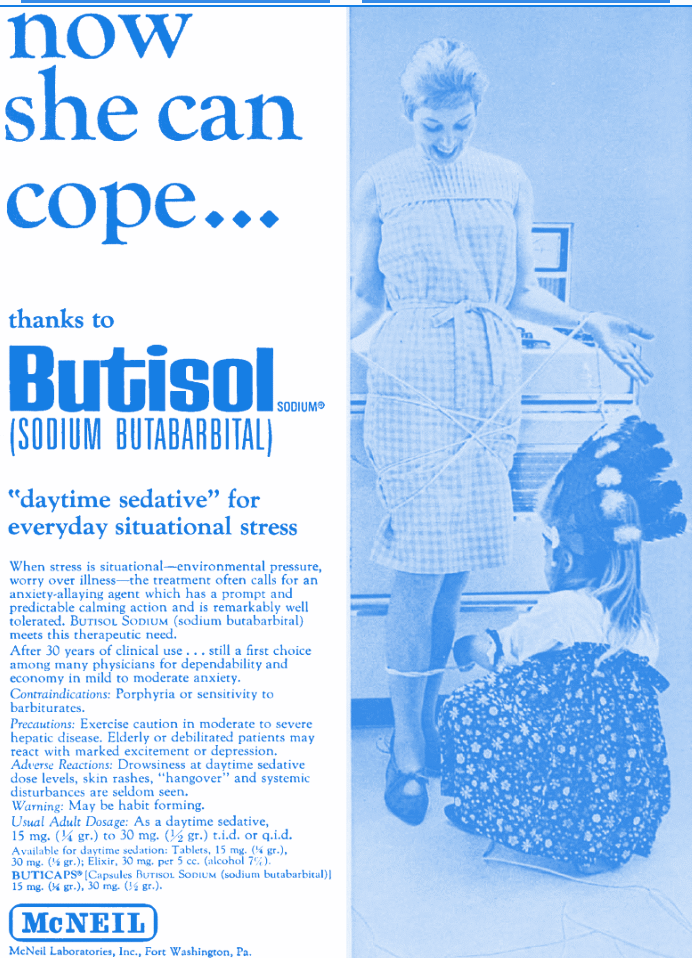 now
she can
cope...
thanks to
Butisol SODIUM®
(SODIUM BUTABARBITAL)
"daytime sedative" for
everyday situational stress
When stress is situational—environmental pressure,
worry over illness—the treatment often calls for an
anxiety-allaying agent which has a prompt and
predictable calming action and is remarkably well
tolerated. BUTISOL SODIUM (sodium butabarbital)
meets this therapeutic need.
After 30 years of clinical use . . . still a first choice
among many physicians for dependability and
economy in mild to moderate anxiety.
Contraindications: Porphyria or sensitivity to
barbiturates.
Precautions: Exercise caution in moderate to severe
hepatic disease. Elderly or debilitated patients may
react with marked excitement or depression.
Adverse Reactions: Drowsiness at daytime sedative
dose levels, skin rashes, "hangover" and systemic
disturbances are seldom seen.
Warning: May be habit forming.
Usual Adult Dosage: As a daytime sedative,
15 mg. (¼ gr.) to 30 mg. (½ gr.) t.i.d. or q.i.d.
Available for daytime sedation: Tablets, 15 mg. (¼ gr.),
30 mg. (½ gr.); Elixir, 30 mg. per 5 cc. (alcohol 7%).
BUTICAPS® [Capsules BUTISOL SODIUM (sodium butabarbital)]
15 mg. (¼ gr.), 30 mg. (½ gr.).
McNEIL
McNeil Laboratories, Inc., Fort Washington, Pa.